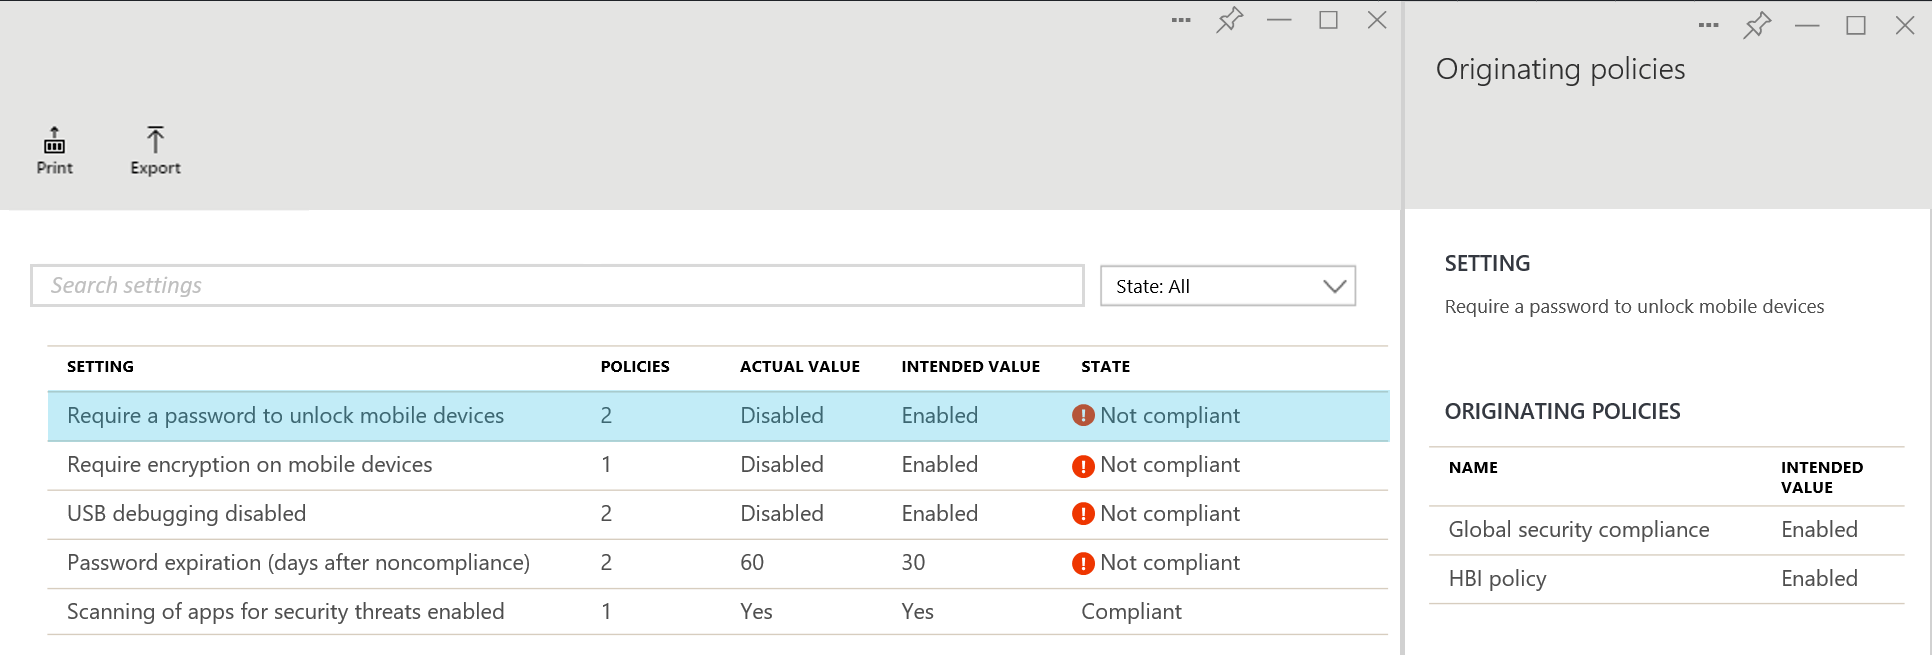 Print
Export
Search settings
State: All
SETTING POLICIES ACTUAL VALUE INTENDED VALUE STATE
Require a password to unlock mobile devices 2 Disabled Enabled Not compliant
Require encryption on mobile devices 1 Disabled Enabled Not compliant
USB debugging disabled 2 Disabled Enabled Not compliant
Password expiration (days after noncompliance) 2 60 30 Not compliant
Scanning of apps for security threats enabled 1 Yes Yes Compliant
Originating policies
SETTING
Require a password to unlock mobile devices
ORIGINATING POLICIES
NAME INTENDED
VALUE
Global security compliance Enabled
HBI policy Enabled